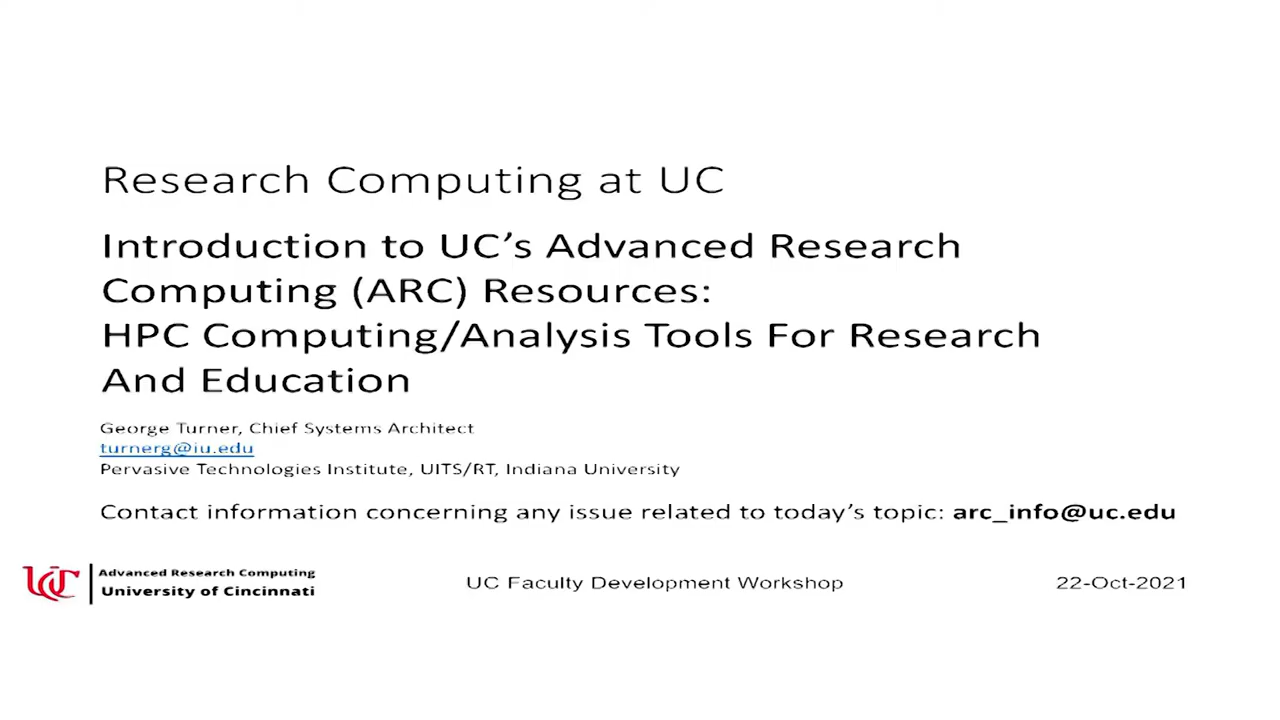 Research Computing at UC
Introduction to UC’s Advanced Research
Computing (ARC) Resources:
HPC Computing/Analysis Tools For Research
And Education
George Turner, Chief Systems Architect
turnerg@iu.edu
Pervasive Technologies Institute, UITS/RT, Indiana University
Contact information concerning any issue related to today’s topic: arc_info@uc.edu
UC
Advanced Research Computing
University of Cincinnati
UC Faculty Development Workshop
22-Oct-2021